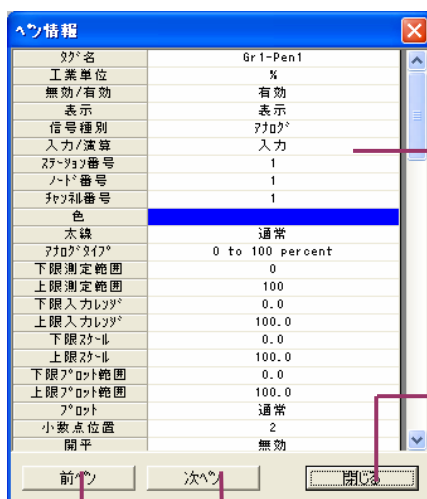 ﾍﾟﾝ情報
ﾀｸﾞ名 Gr1-Pen1
工業単位 %
無効/有効 有効
表示 表示
信号種別 ｱﾅﾛｸﾞ
入力/演算 入力
ｽﾃｰｼｮﾝ番号 1
ﾉｰﾄﾞ番号 1
ﾁｬﾝﾈﾙ番号 1
色
太線 通常
ｱﾅﾛｸﾞﾀｲﾌﾟ 0 to 100 percent
下限測定範囲 0
上限測定範囲 100
下限入力ﾚﾝｼﾞ 0.0
上限入力ﾚﾝｼﾞ 100.0
下限ｽｹｰﾙ 0.0
上限ｽｹｰﾙ 100.0
下限ﾌﾟﾛｯﾄ範囲 0.0
上限ﾌﾟﾛｯﾄ範囲 100.0
ﾌﾟﾛｯﾄ 通常
小数点位置 2
開平 無効
前ﾍﾟﾝ 次ﾍﾟﾝ 閉じる